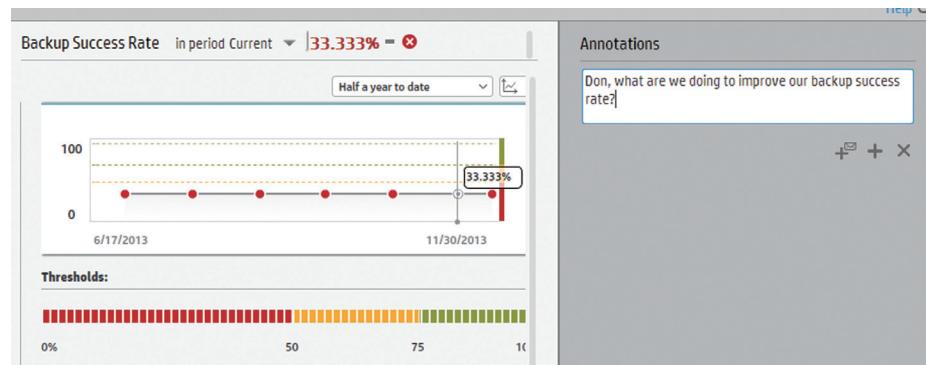 Help
Backup Success Rate in period Current 33.333%
Annotations
Half a year to date
Don, what are we doing to improve our backup success
rate?
100
33.333%
0
6/17/2013 11/30/2013
Thresholds:
0% 50 75